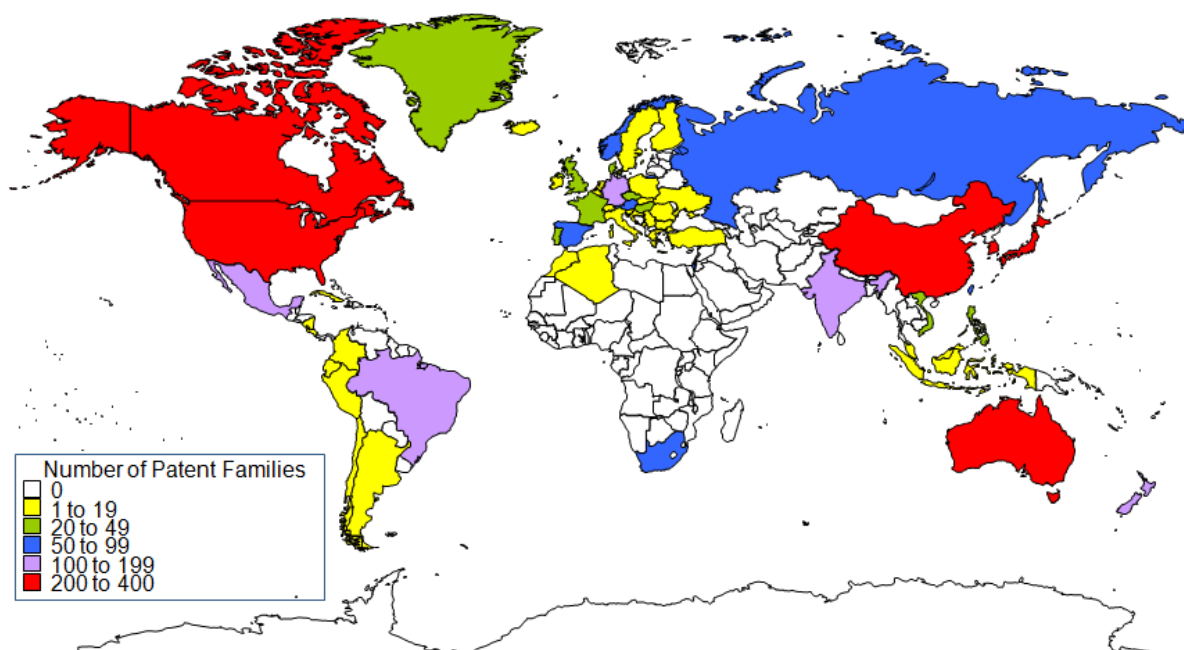 Number of Patent Families
0
1 to 19
20 to 49
50 to 99
100 to 199
200 to 400